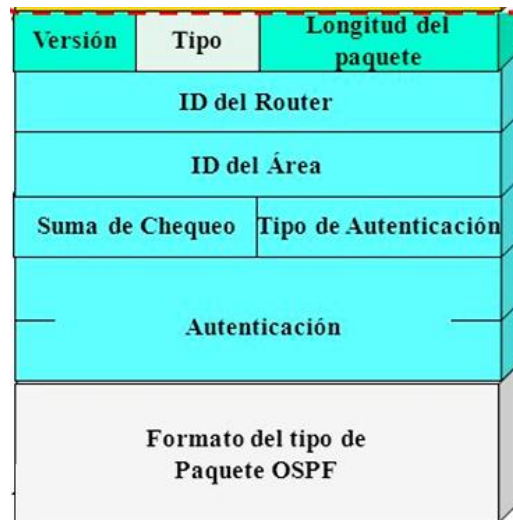 Versión
Tipo
Longitud del
paquete
ID del Router
ID del Área
Suma de Chequeo
Tipo de Autenticación
Autenticación
Formato del tipo de
Paquete OSPF